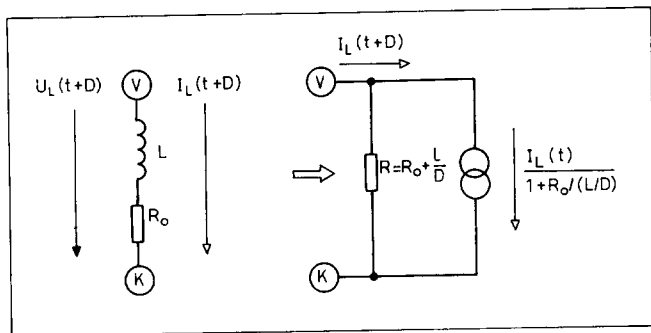 U_L(t+D)
V
I_L(t+D)
L
R_o
K
I_L(t+D)
V
R=R_o+L/D
K
I_L(t)/1+R_o/(L/D)